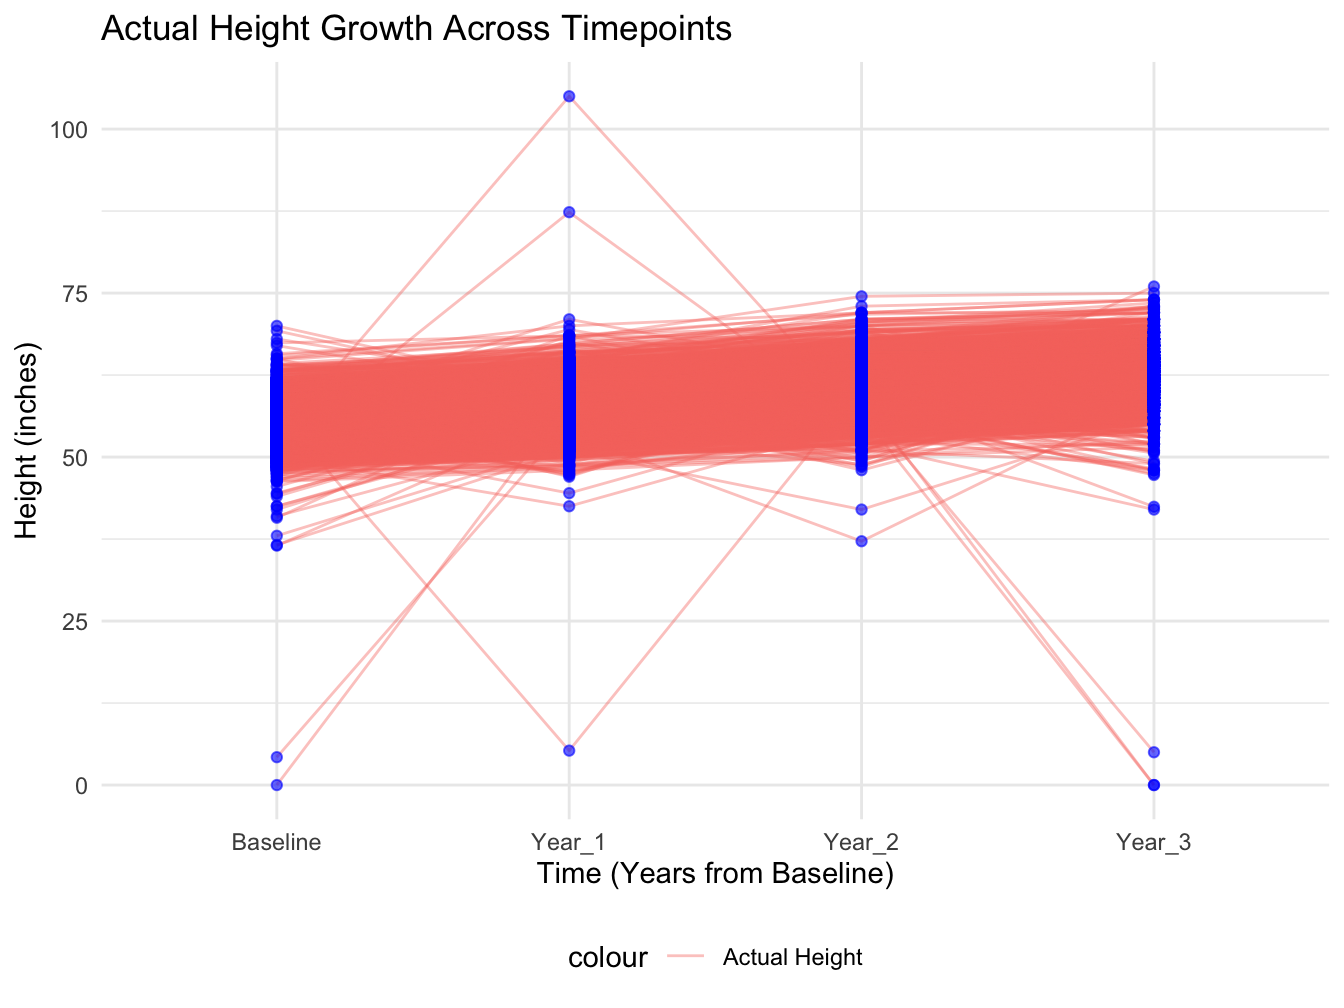 Actual Height Growth Across Timepoints
100
75
50
25
0
Height (inches)
Baseline
Year_1
Year_2
Year_3
Time (Years from Baseline)
colour
Actual Height